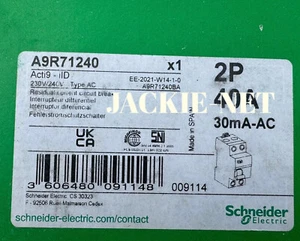 A9R71240 x1
Acti9 - iID
230V/240V - Type AC
EE-2021-W14-1-0
A9R71240BA
Residual current circuit breaker
Interrupteur différentiel
Interruptor diferencial
Fehlerstromschutzschalter
2P
40A
30mA-AC
JACKIE NET
Made in SPAIN
UK
CA
3 606480 091148
009114
Schneider Electric CS 30323
F - 92506 Rueil Malmaison Cedex
schneider-electric.com/contact
Schneider
Electric